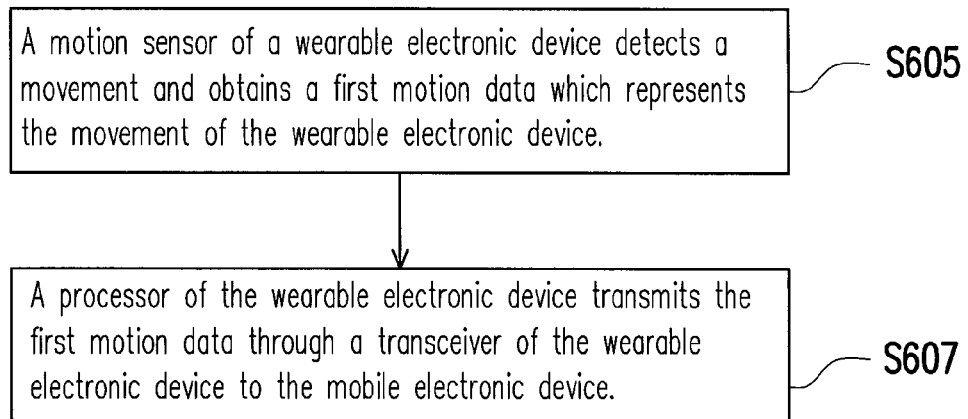 A motion sensor of a wearable electronic device detects a
movement and obtains a first motion data which represents
the movement of the wearable electronic device.
S605
A processor of the wearable electronic device transmits the
first motion data through a transceiver of the wearable
electronic device to the mobile electronic device.
S607